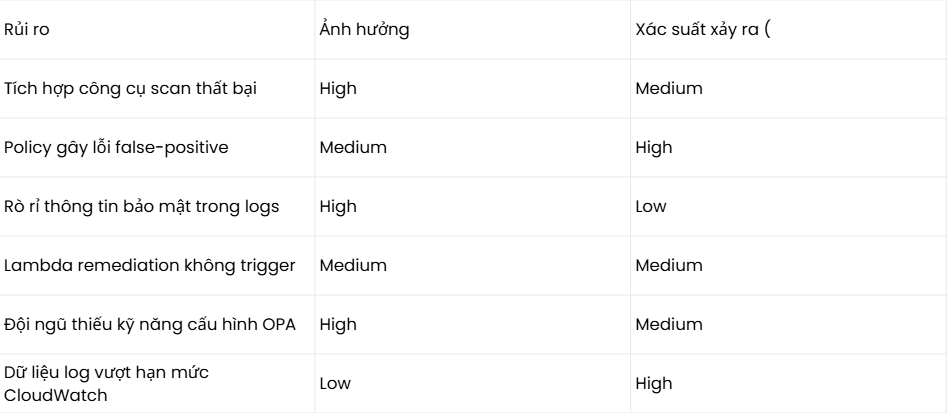 Rủi ro
Ảnh hưởng
Xác suất xảy ra (
Tích hợp công cụ scan thất bại
High
Medium
Policy gây lỗi false-positive
Medium
High
Rò rỉ thông tin bảo mật trong logs
High
Low
Lambda remediation không trigger
Medium
Medium
Đội ngũ thiếu kỹ năng cấu hình OPA
High
Medium
Dữ liệu log vượt hạn mức
CloudWatch
Low
High